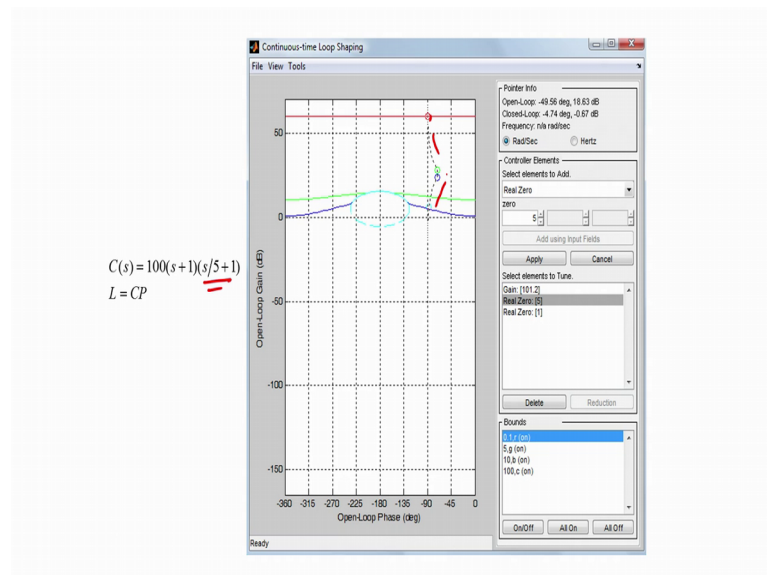 C(s) = 100(s+1)(s/5+1)
L = CP
Continuous-time Loop Shaping
File View Tools
50
0
-50
-100
-150
-360 -315 -270 -225 -180 -135 -90 -45 0
Open-Loop Gain (dB)
Open-Loop Phase (deg)
Pointer Info
Open-Loop: -49.56 deg, 18.63 dB
Closed-Loop: -4.74 deg, -0.67 dB
Frequency: n/a rad/sec
Rad/Sec Hertz
Controller Elements
Select elements to Add.
Real Zero
zero
5
Add using Input Fields
Apply Cancel
Select elements to Tune.
Gain: [101.2]
Real Zero: [5]
Real Zero: [1]
Delete Reduction
Bounds
0.1,r (on)
5,g (on)
10,b (on)
100,c (on)
On/Off All On All Off
Ready